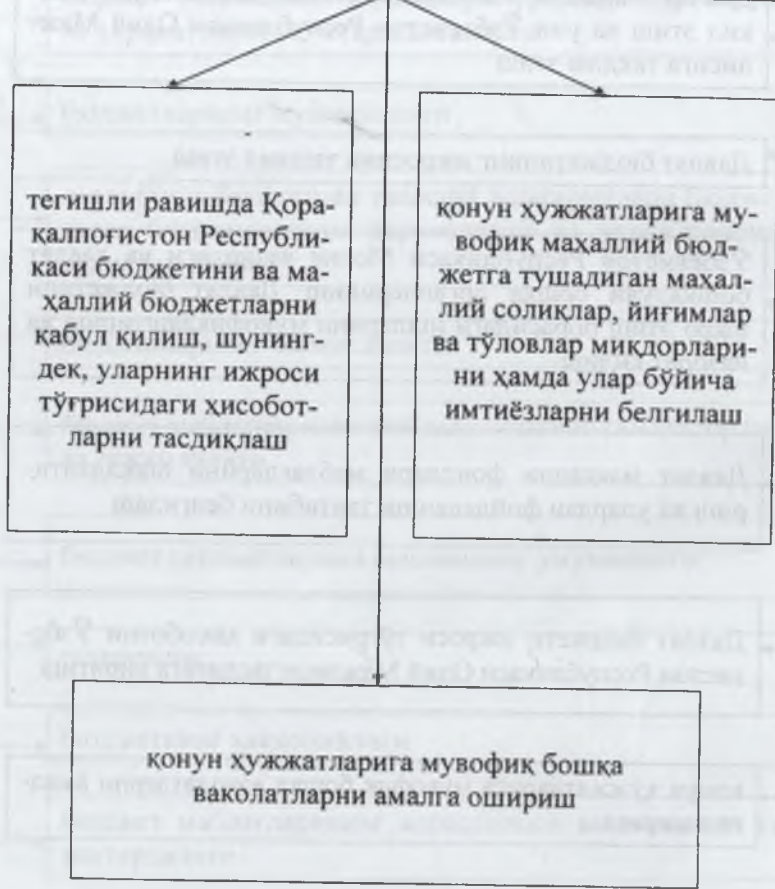 тегишли равишда Қора-
қалпоғистон Республи-
каси бюджетини ва ма-
ҳаллий бюджетларни
қабул қилиш, шунинг-
дек, уларнинг ижроси
тўғрисидаги ҳисобот-
ларни тасдиқлаш
қонун ҳужжатларига му-
вофиқ маҳаллий бюд-
жетга тушадиган маҳал-
лий солиқлар, йиғимлар
ва тўловлар миқдорлари-
ни ҳамда улар бўйича
имтиёзларни белгилаш
қонун ҳужжатларига мувофиқ бошқа
ваколатларни амалга ошириш